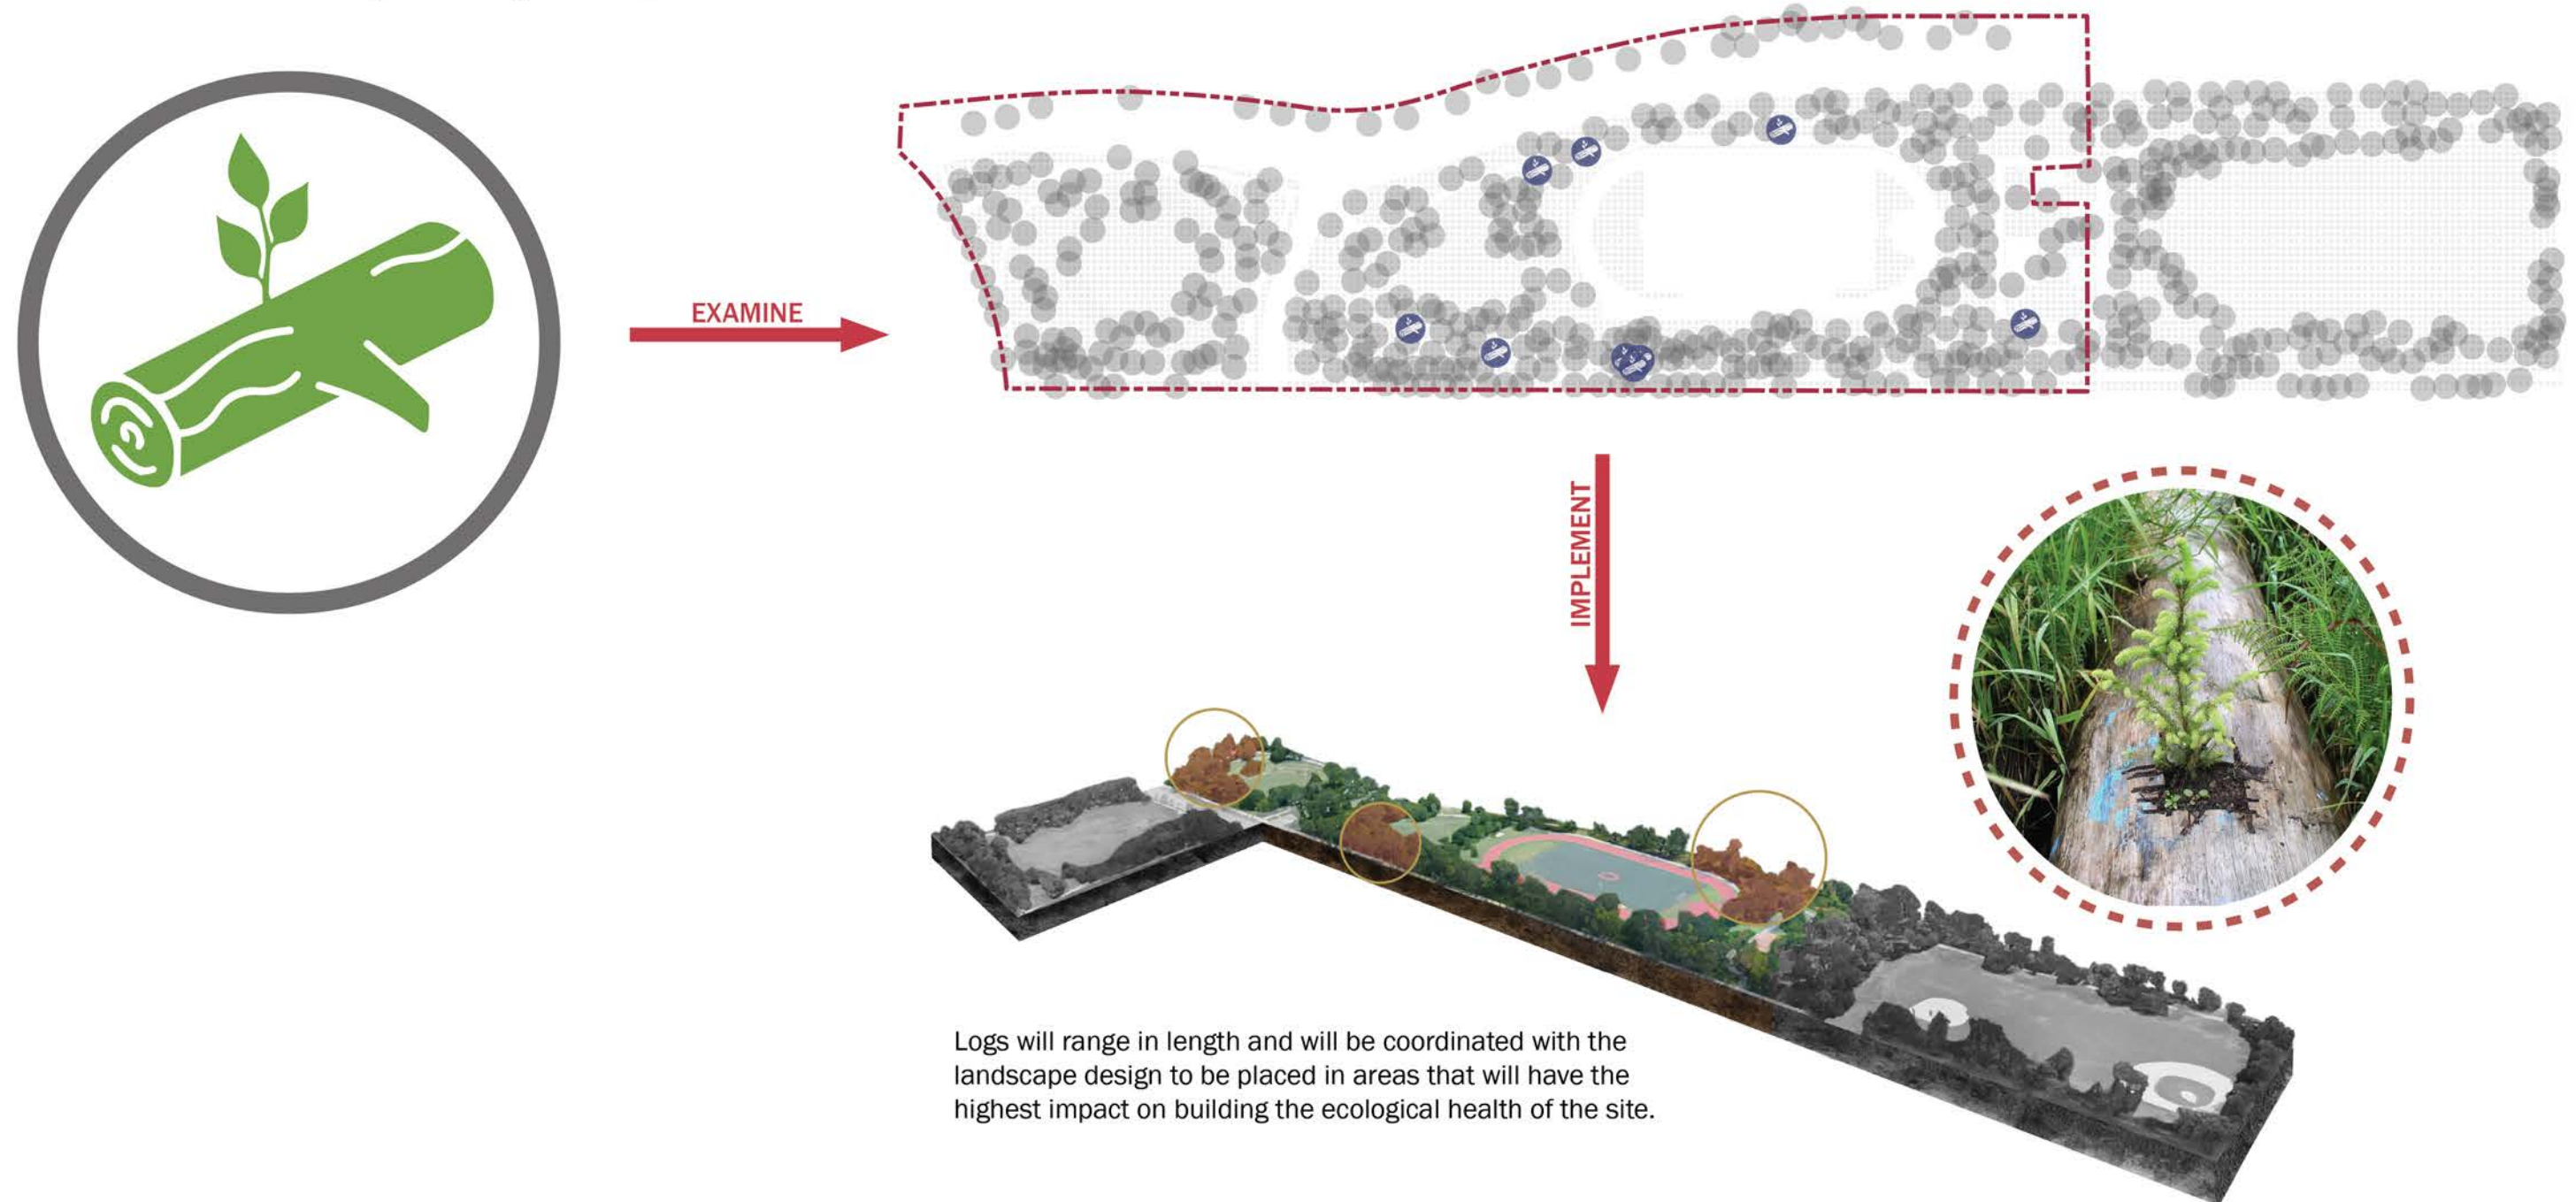 EXAMINE
IMPLEMENT
Logs will range in length and will be coordinated with the
landscape design to be placed in areas that will have the
highest impact on building the ecological health of the site.